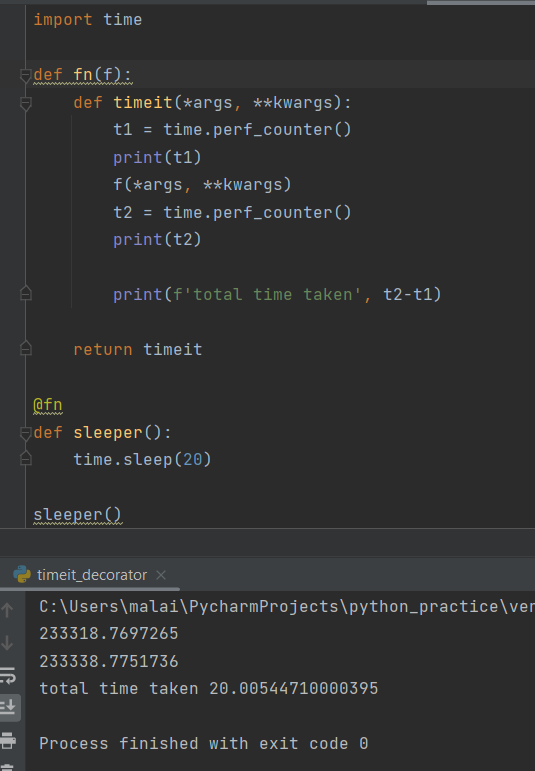 import time
def fn(f):
    def timeit(*args, **kwargs):
        t1 = time.perf_counter()
        print(t1)
        f(*args, **kwargs)
        t2 = time.perf_counter()
        print(t2)
        print(f'total time taken', t2-t1)
    return timeit
@fn
def sleeper():
    time.sleep(20)
sleeper()
timeit_decorator
C:\Users\malai\PycharmProjects\python_practice\ver
233318.7697265
233338.7751736
total time taken 20.00544710000395
Process finished with exit code 0